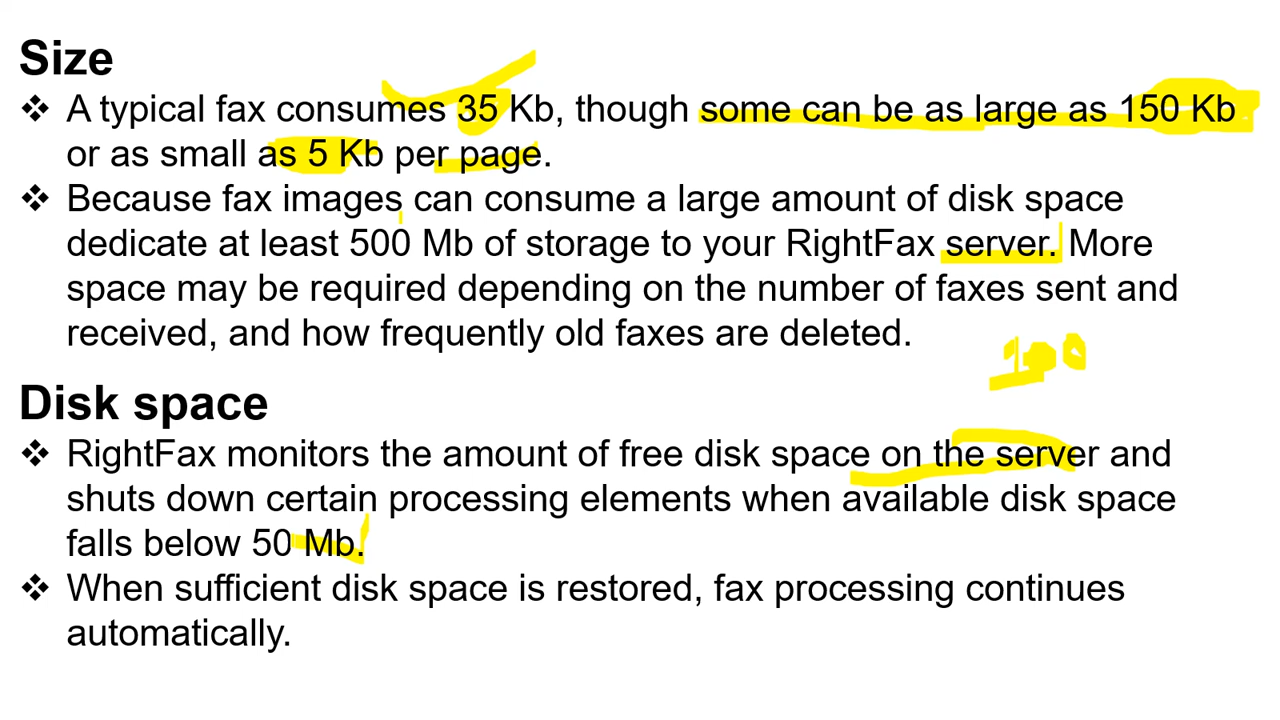 Size
❖ A typical fax consumes 35 Kb, though some can be as large as 150 Kb
or as small as 5 Kb per page.
❖ Because fax images can consume a large amount of disk space
dedicate at least 500 Mb of storage to your RightFax server. More
space may be required depending on the number of faxes sent and
received, and how frequently old faxes are deleted.
100
Disk space
❖ RightFax monitors the amount of free disk space on the server and
shuts down certain processing elements when available disk space
falls below 50 Mb.
❖ When sufficient disk space is restored, fax processing continues
automatically.